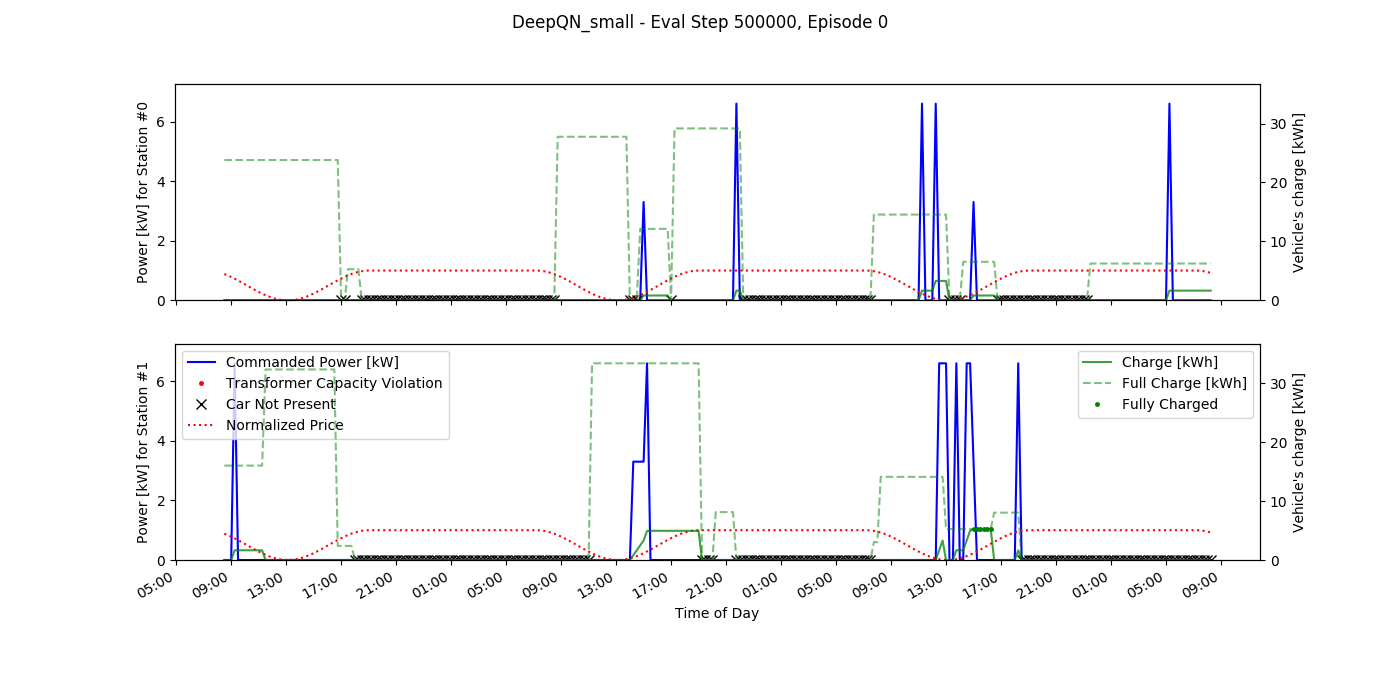 DeepQN_small - Eval Step 500000, Episode 0
Power [kW] for Station #0
6
4
2
0
30
20
10
0
Vehicle's charge [kWh]
Power [kW] for Station #1
6
4
2
0
Commanded Power [kW]
Transformer Capacity Violation
Car Not Present
Normalized Price
Charge [kWh]
Full Charge [kWh]
Fully Charged
30
20
10
0
Vehicle's charge [kWh]
05:00 09:00 13:00 17:00 21:00 01:00 05:00 09:00 13:00 17:00 21:00 01:00 05:00 09:00 13:00 17:00 21:00 01:00 05:00 09:00
Time of Day